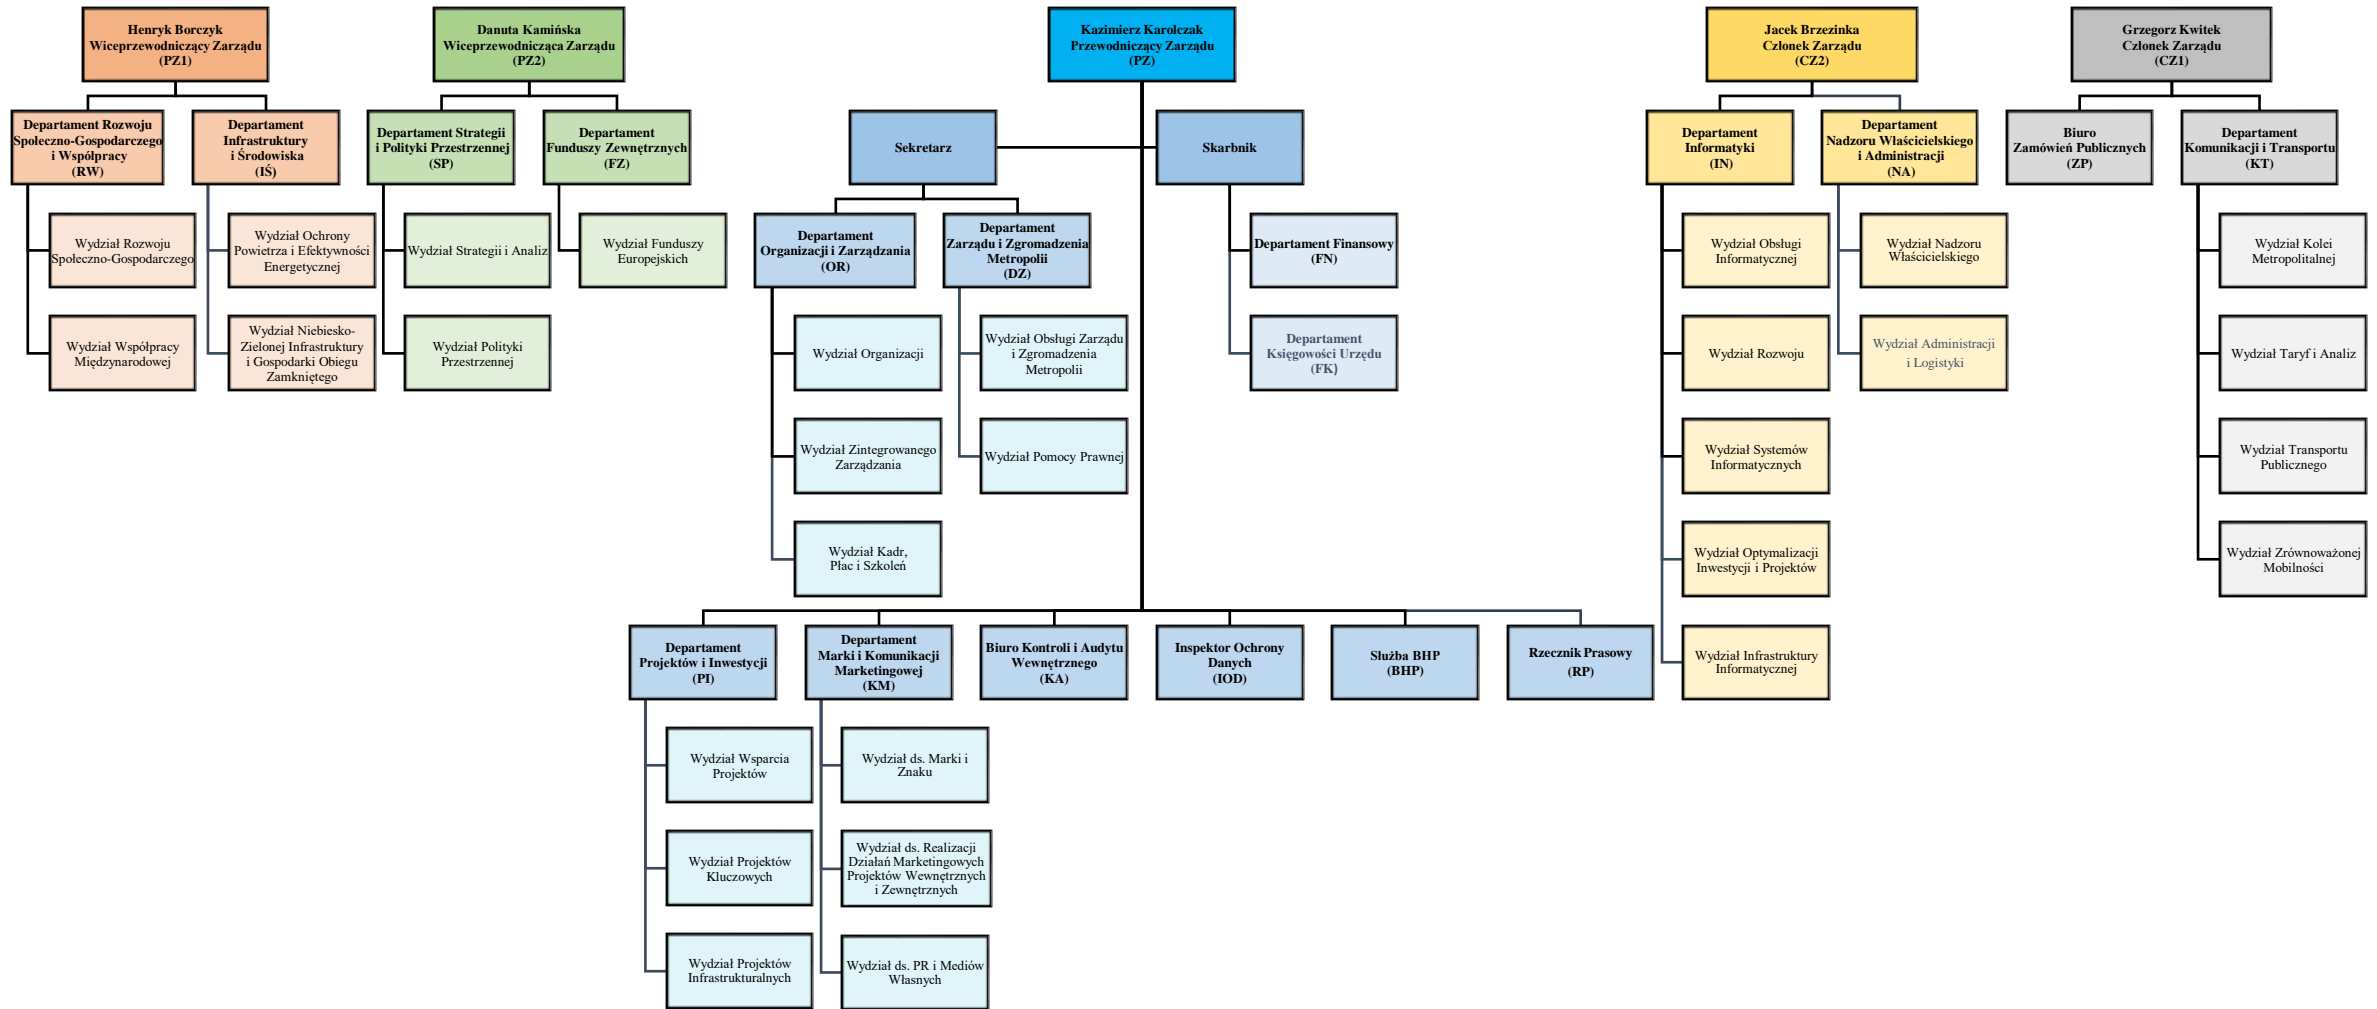 Henryk Borczyk
Wiceprzewodniczący Zarządu
(PZ1)
Danuta Kamińska
Wiceprzewodnicząca Zarządu
(PZ2)
Kazimierz Karolczak
Przewodniczący Zarządu
(PZ)
Jacek Brzezinka
Członek Zarządu
(CZ2)
Grzegorz Kwitek
Członek Zarządu
(CZ1)
Departament Rozwoju
Społeczno-Gospodarczego
i Współpracy
(RW)
Departament
Infrastruktury
i Środowiska
(IŚ)
Departament Strategii
i Polityki Przestrzennej
(SP)
Departament
Funduszy Zewnętrznych
(FZ)
Sekretarz
Skarbnik
Departament
Informatyki
(IN)
Departament
Nadzoru Właścicielskiego
i Administracji
(NA)
Biuro
Zamówień Publicznych
(ZP)
Departament
Komunikacji i Transportu
(KT)
Wydział Rozwoju
Społeczno-Gospodarczego
Wydział Ochrony
Powietrza i Efektywności
Energetycznej
Wydział Strategii i Analiz
Wydział Funduszy
Europejskich
Departament
Organizacji i Zarządzania
(OR)
Departament
Zarządu i Zgromadzenia
Metropolii
(DZ)
Departament Finansowy
(FN)
Wydział Obsługi
Informatycznej
Wydział Nadzoru
Właścicielskiego
Wydział Kolei
Metropolitalnej
Wydział Współpracy
Międzynarodowej
Wydział Niebiesko-
Zielonej Infrastruktury
i Gospodarki Obiegu
Zamkniętego
Wydział Polityki
Przestrzennej
Wydział Organizacji
Wydział Obsługi Zarządu
i Zgromadzenia
Metropolii
Departament
Księgowości Urzędu
(FK)
Wydział Rozwoju
Wydział Administracji
i Logistyki
Wydział Taryf i Analiz
Wydział Zintegrowanego
Zarządzania
Wydział Pomocy Prawnej
Wydział Systemów
Informatycznych
Wydział Transportu
Publicznego
Wydział Kadr,
Płac i Szkoleń
Wydział Optymalizacji
Inwestycji i Projektów
Wydział Zrównoważonej
Mobilności
Departament
Projektów i Inwestycji
(PI)
Departament
Marki i Komunikacji
Marketingowej
(KM)
Biuro Kontroli i Audytu
Wewnętrznego
(KA)
Inspektor Ochrony
Danych
(IOD)
Służba BHP
(BHP)
Rzecznik Prasowy
(RP)
Wydział Infrastruktury
Informatycznej
Wydział Wsparcia
Projektów
Wydział ds. Marki i
Znaku
Wydział Projektów
Kluczowych
Wydział ds. Realizacji
Działań Marketingowych
Projektów Wewnętrznych
i Zewnętrznych
Wydział Projektów
Infrastrukturalnych
Wydział ds. PR i Mediów
Własnych